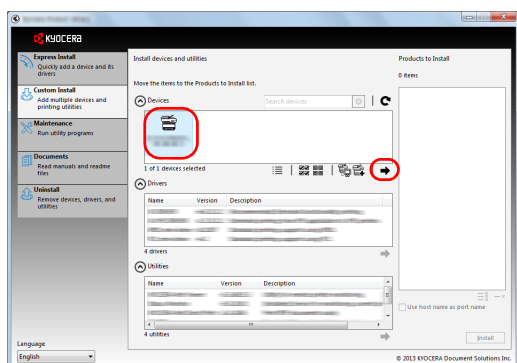 KYOCERA
Express Install
Quickly add a device and its
drivers
Custom Install
Add multiple devices and
printing utilities
Maintenance
Run utility programs
Documents
Read manuals and readme
files
Uninstall
Remove devices, drivers, and
utilities
Language
English
Install devices and utilities
Move the items to the Products to Install list.
Devices
Search devices
1 of 1 devices selected
Drivers
Name Version Description
4 drivers
Utilities
Name Version Description
4 utilities
Products to Install
0 items
Use host name as port name
Install
© 2013 KYOCERA Document Solutions Inc.